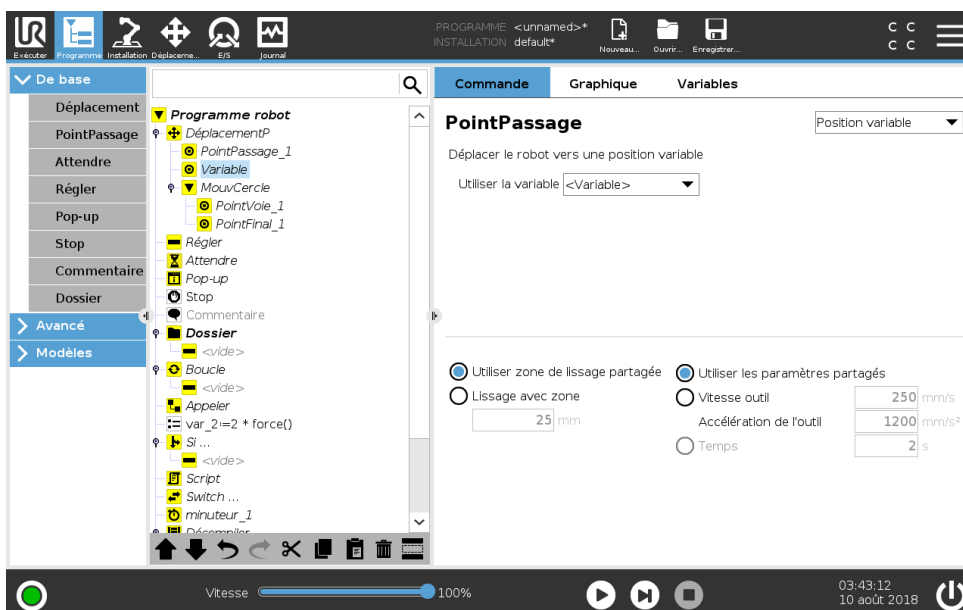 PROGRAMME <unnamed>*
INSTALLATION default*
C C
C C
Exécuter Programme Installation Déplaceme... E/S Journal
Nouveau... Ouvrir... Enregistrer...
De base
Déplacement
PointPassage
Attendre
Régler
Pop-up
Stop
Commentaire
Dossier
Avancé
Modèles
Programme robot
DéplacementP
PointPassage_1
Variable
MouvCercle
PointVoie_1
PointFinal_1
Régler
Attendre
Pop-up
Stop
Commentaire
Dossier
<vide>
Boucle
<vide>
Appeler
var_2:=2 * force()
Si ...
<vide>
Script
Switch ...
minuteur_1
Décompiler
Commande Graphique Variables
PointPassage
Position variable
Déplacer le robot vers une position variable
Utiliser la variable <Variable>
Utiliser zone de lissage partagée
Lissage avec zone
25 mm
Utiliser les paramètres partagés
Vitesse outil 250 mm/s
Accélération de l'outil 1200 mm/s²
Temps 2 s
Vitesse 100%
03:43:12
10 août 2018